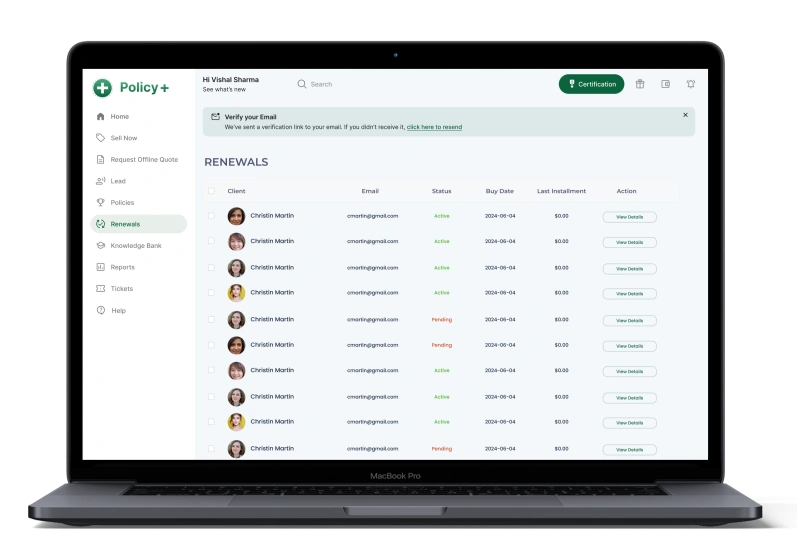 Policy+
Hi Vishal Sharma
See what's new
Search
Certification
Home
Sell Now
Request Offline Quote
Lead
Policies
Renewals
Knowledge Bank
Reports
Tickets
Help
Verify your Email
We've sent a verification link to your email. If you didn't receive it, click here to resend
RENEWALS
Client Email Status Buy Date Last Installment Action
Christin Martin cmartin@gmail.com Active 2024-06-04 $0.00 View Details
Christin Martin cmartin@gmail.com Active 2024-06-04 $0.00 View Details
Christin Martin cmartin@gmail.com Active 2024-06-04 $0.00 View Details
Christin Martin cmartin@gmail.com Active 2024-06-04 $0.00 View Details
Christin Martin cmartin@gmail.com Pending 2024-06-04 $0.00 View Details
Christin Martin cmartin@gmail.com Pending 2024-06-04 $0.00 View Details
Christin Martin cmartin@gmail.com Active 2024-06-04 $0.00 View Details
Christin Martin cmartin@gmail.com Active 2024-06-04 $0.00 View Details
Christin Martin cmartin@gmail.com Active 2024-06-04 $0.00 View Details
Christin Martin cmartin@gmail.com Pending 2024-06-04 $0.00 View Details
MacBook Pro